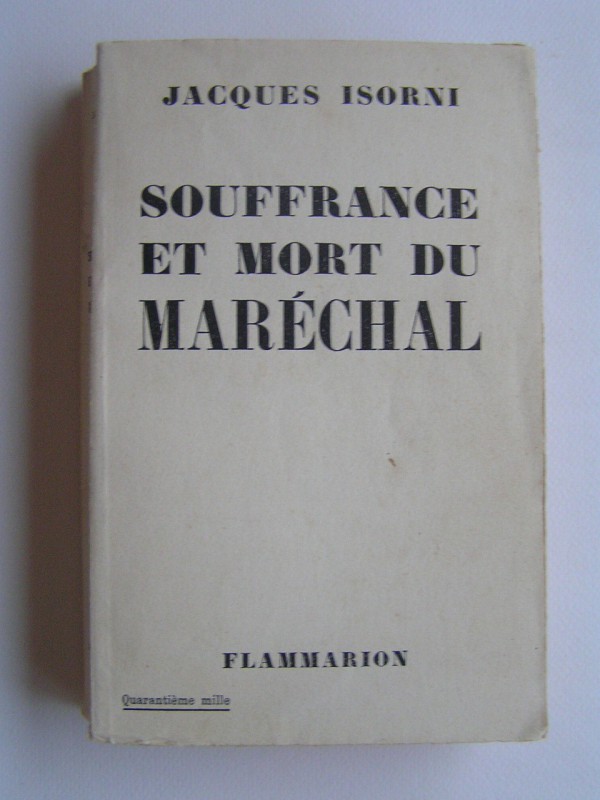 JACQUES ISORNI
SOUFFRANCE
ET MORT DU
MARÉCHAL
FLAMMARION
Quarantième mille